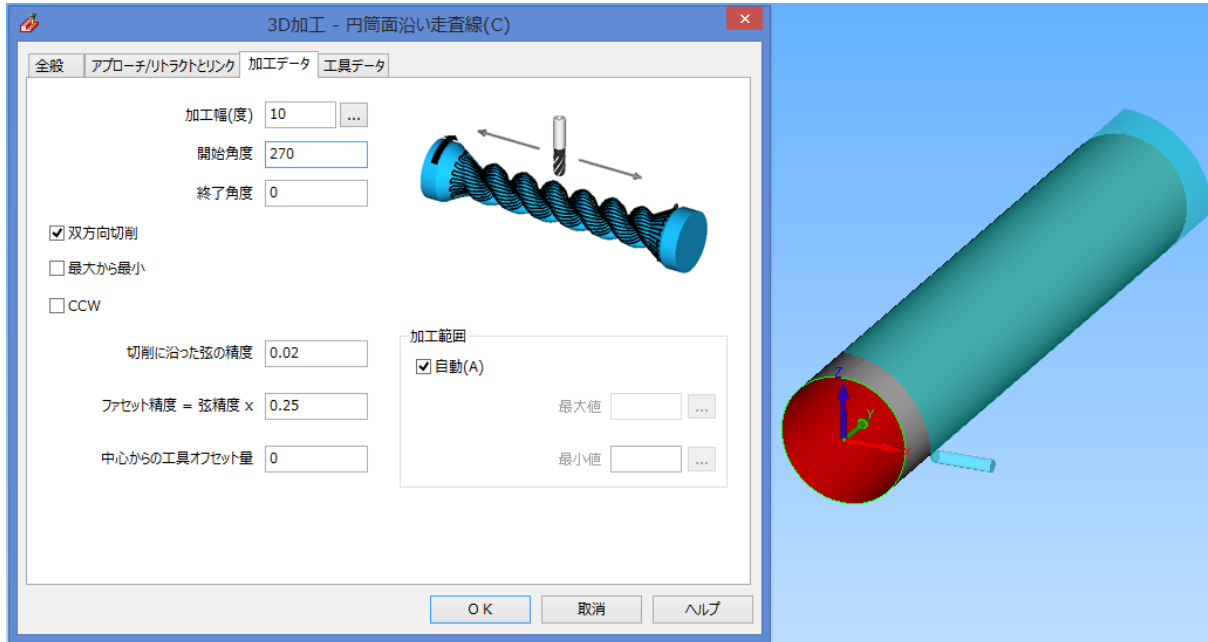 3D加工 - 円筒面沿い走査線(C)
全般 アプローチ/リトラクトとリンク 加工データ 工具データ
加工幅(度) 10 ...
開始角度 270
終了角度 0
双方向切削
最大から最小
CCW
切削に沿った弦の精度 0.02
ファセット精度 = 弦精度 x 0.25
中心からの工具オフセット量 0
加工範囲
自動(A)
最大値 ...
最小値 ...
OK 取消 ヘルプ
Z
Y
X